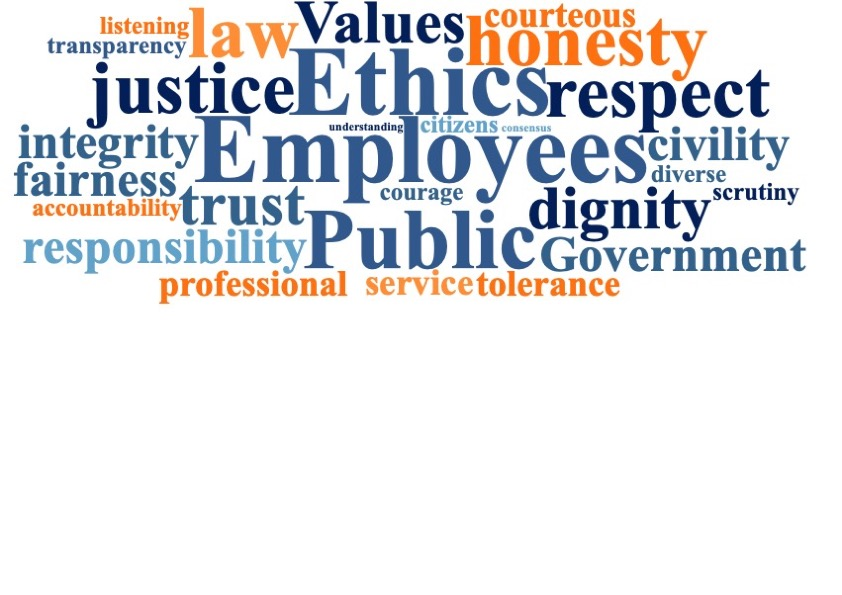 listening law Values courteous
transparency honesty
justice Ethics respect
understanding citizens consensus
integrity Employees civility
fairness courage diverse scrutiny
accountability trust dignity
responsibility Public Government
professional service tolerance